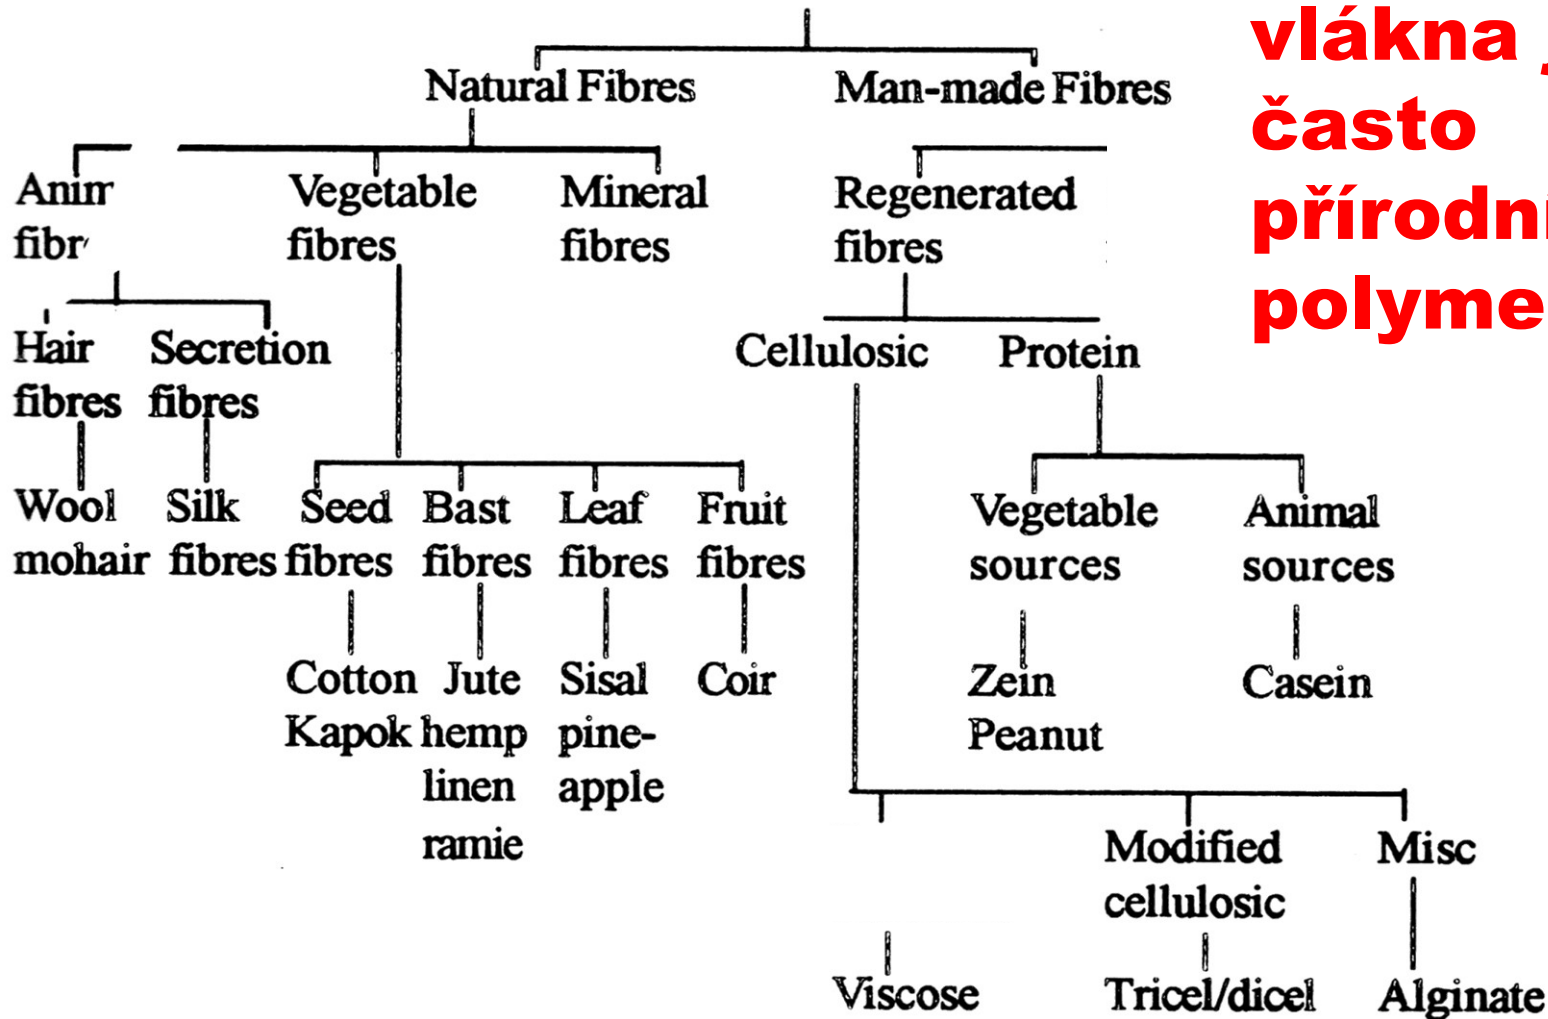 vlákna
často
přírodní
Natural Fibres Man-made Fibres
Vegetable Mineral Regenerated
fibres fibres fibres
Hair Secretion Cellulosic Protein
fibres fibres
Wool Silk Seed Bast Leaf Fruit Vegetable Animal
mohair fibres fibres fibres fibres fibres sources sources
Cotton Jute Sisal Coir Zein Casein
Kapok hemp pine- Peanut
linen apple
ramie
Modified Misc
cellulosic
Viscose Tricel/dicel Alginate